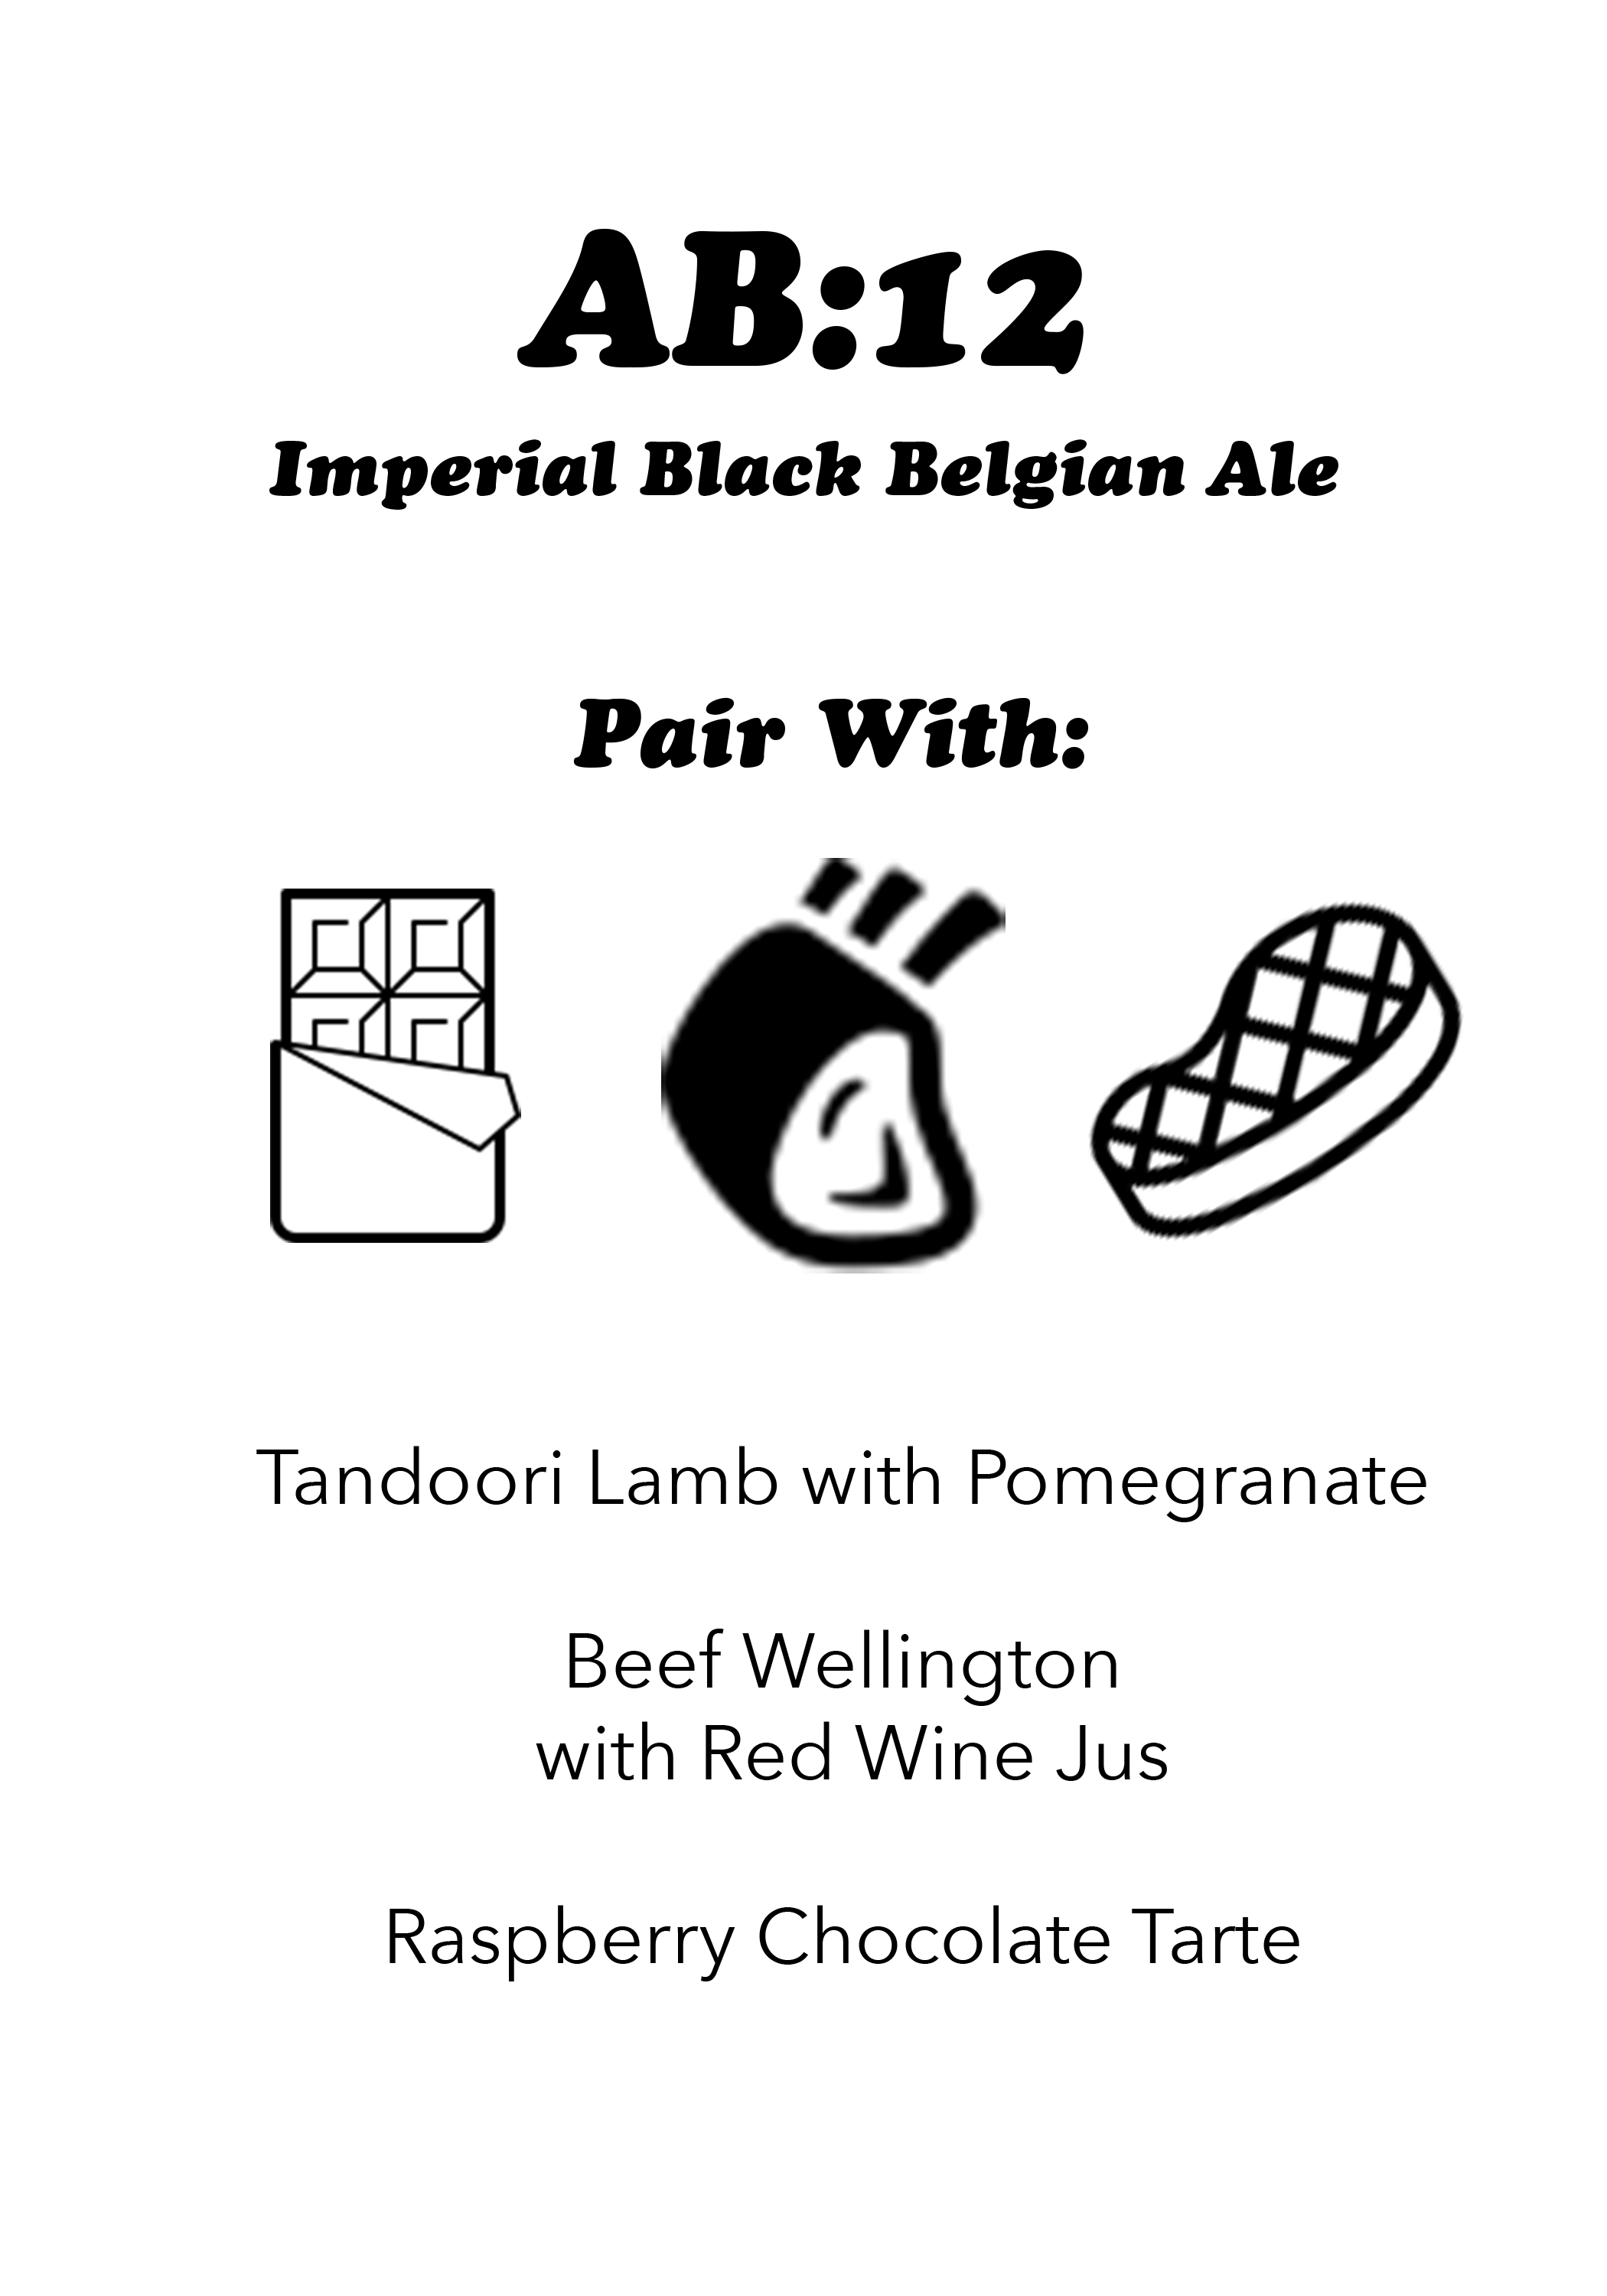 AB:12
Imperial Black Belgian Ale
Pair With:
Tandoori Lamb with Pomegranate
Beef Wellington
with Red Wine Jus
Raspberry Chocolate Tarte